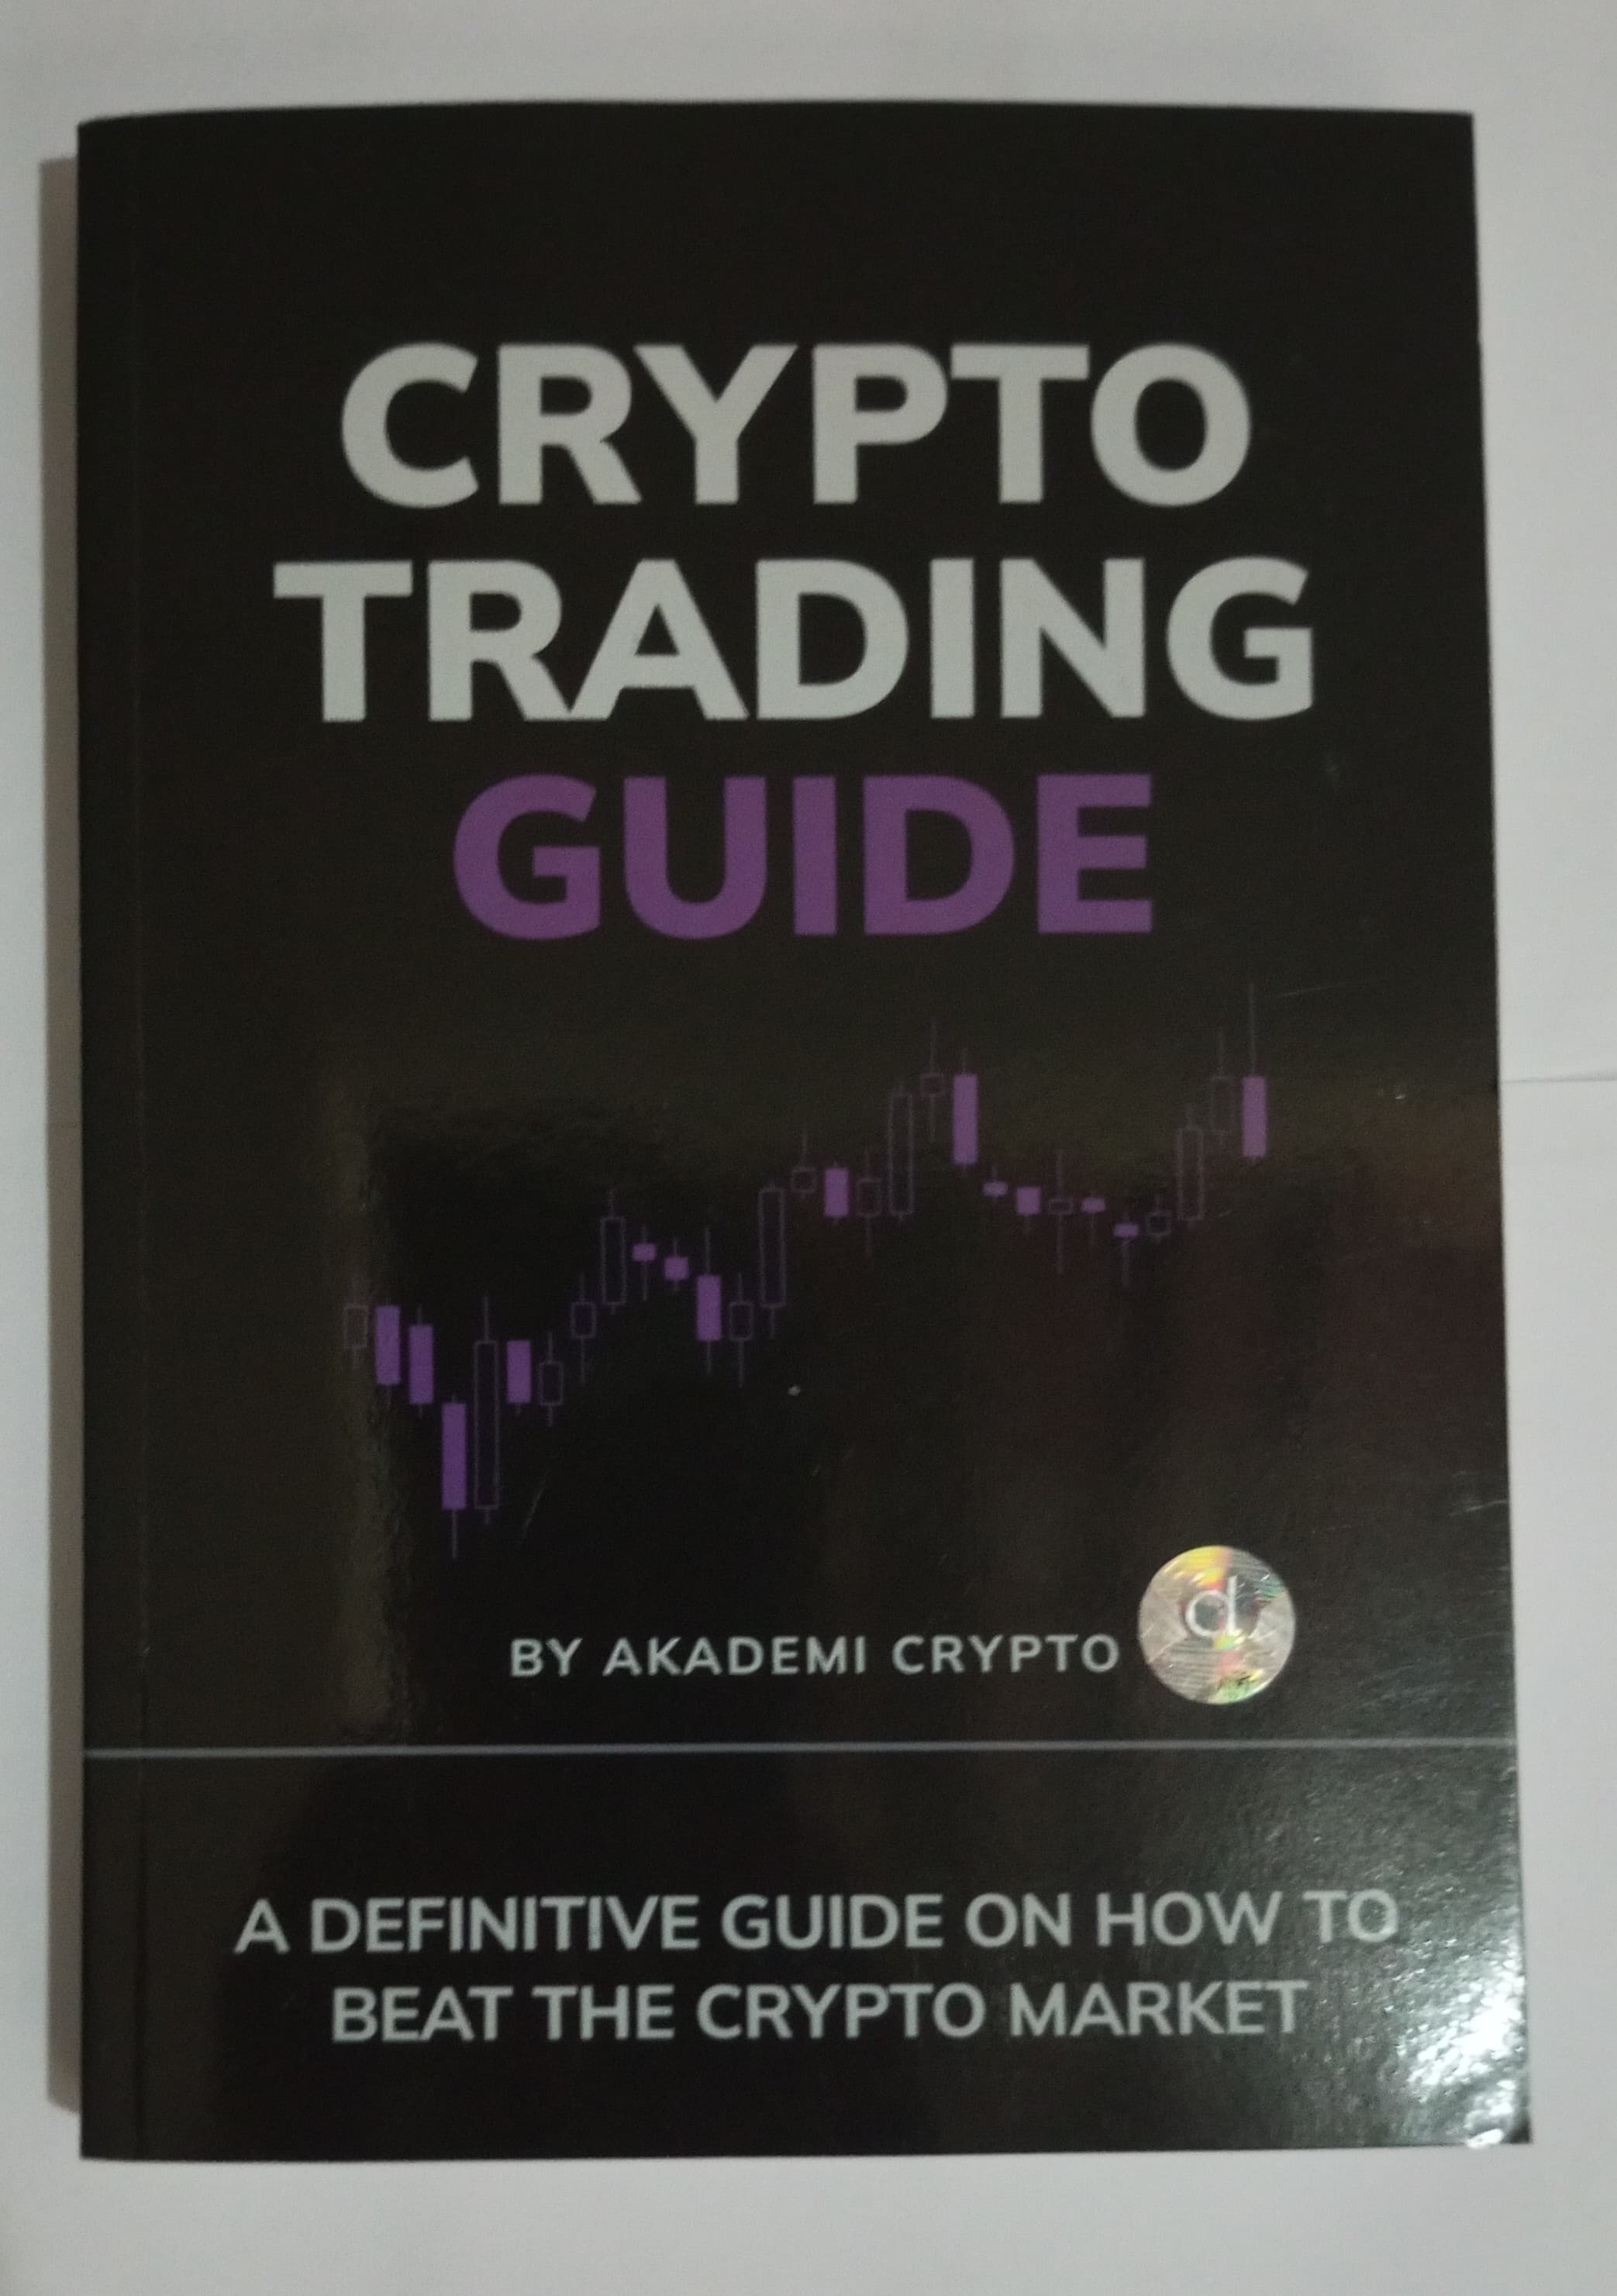 CRYPTO
TRADING
GUIDE
BY AKADEMI CRYPTO
d
A DEFINITIVE GUIDE ON HOW TO
BEAT THE CRYPTO MARKET